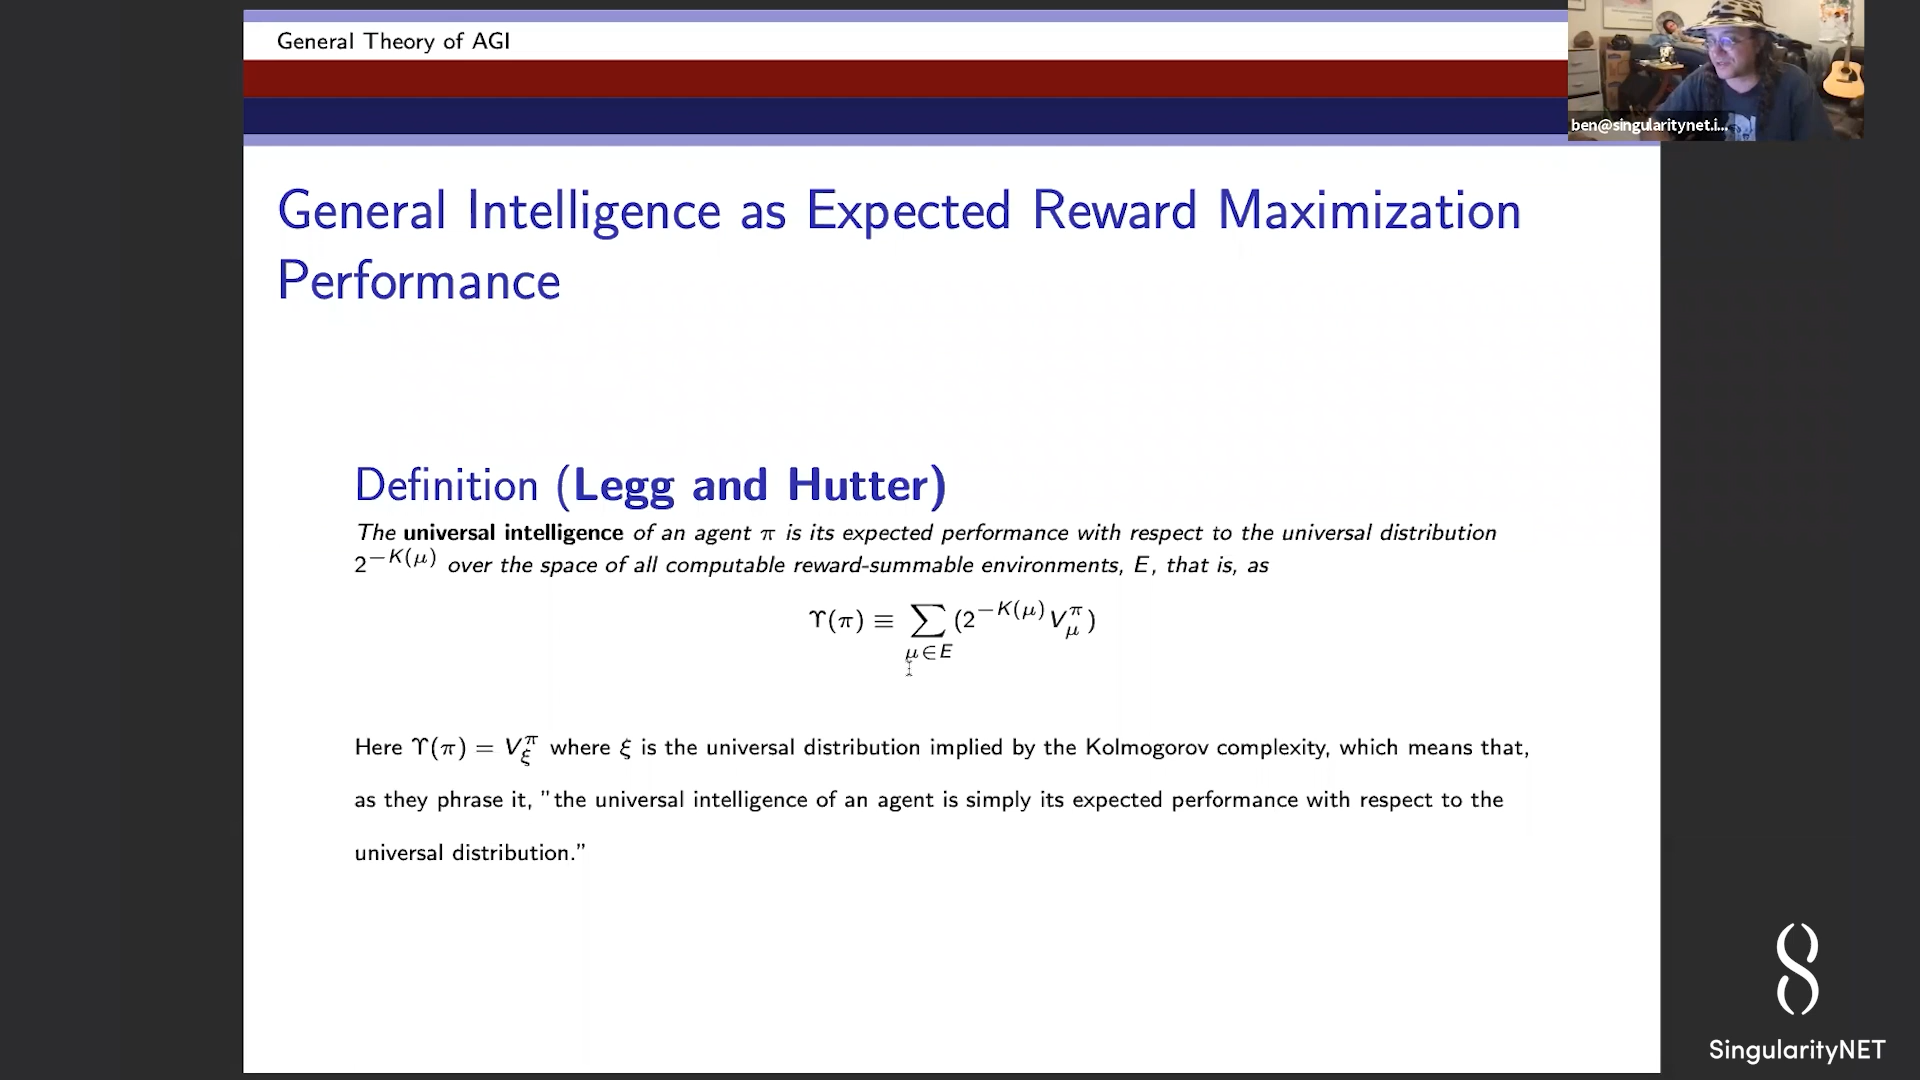 General Theory of AGI
ben@singularitynet.i...
General Intelligence as Expected Reward Maximization
Performance
Definition (Legg and Hutter)
The universal intelligence of an agent π is its expected performance with respect to the universal distribution
2^{−K(μ)} over the space of all computable reward-summable environments, E, that is, as
ϒ(π) ≡ ∑_{μ∈E} (2^{−K(μ)} V_μ^π)
Here ϒ(π) = V_ξ^π where ξ is the universal distribution implied by the Kolmogorov complexity, which means that,
as they phrase it, ”the universal intelligence of an agent is simply its expected performance with respect to the
universal distribution.”
SingularityNET